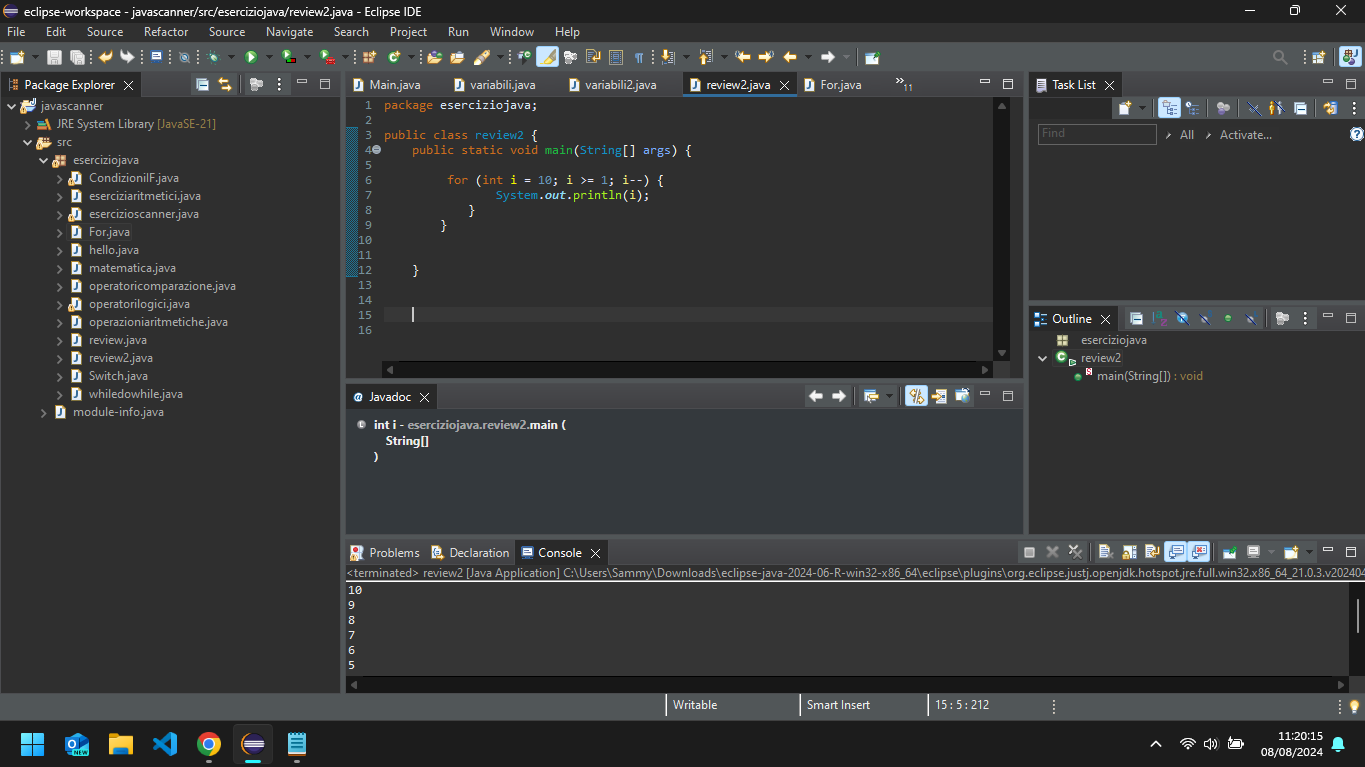 eclipse-workspace - javascanner/src/eserciziojava/review2.java - Eclipse IDE
File Edit Source Refactor Source Navigate Search Project Run Window Help
Package Explorer
javascanner
JRE System Library [JavaSE-21]
src
eserciziojava
CondizioniIF.java
eserciziaritmetici.java
esercizioscanner.java
For.java
hello.java
matematica.java
operatoricomparazione.java
operatorilogici.java
operazioniaritmetiche.java
review.java
review2.java
Switch.java
whiledowhile.java
module-info.java
Main.java variabili.java variabili2.java review2.java For.java »11
1 package eserciziojava;
2
3 public class review2 {
4 public static void main(String[] args) {
5
6 for (int i = 10; i >= 1; i--) {
7 System.out.println(i);
8 }
9 }
10
11
12 }
13
14
15
16
Javadoc
int i - eserciziojava.review2.main (
String[]
)
Problems Declaration Console
<terminated> review2 [Java Application] C:\Users\Sammy\Downloads\eclipse-java-2024-06-R-win32-x86_64\eclipse\plugins\org.eclipse.justj.openjdk.hotspot.jre.full.win32.x86_64_21.0.3.v202404
10
9
8
7
6
5
Task List
Find All Activate...
Outline
eserciziojava
review2
main(String[]) : void
Writable Smart Insert 15 : 5 : 212
11:20:15
08/08/2024